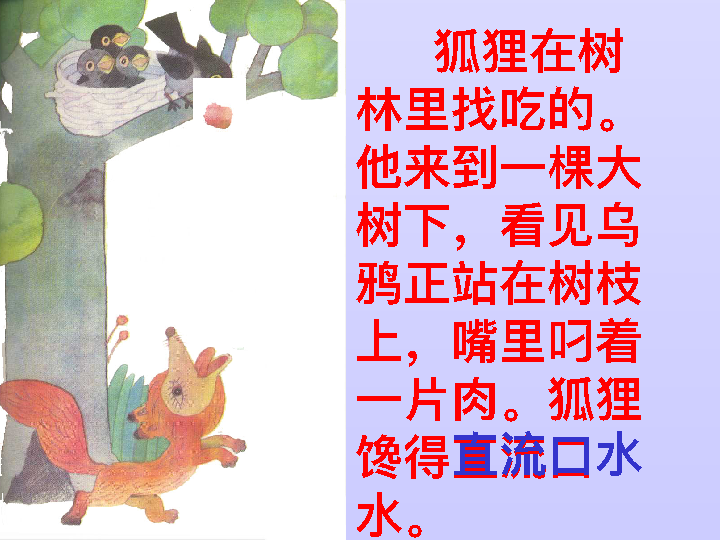 狐狸在树
林里找吃的。
他来到一棵大
树下，看见乌
鸦正站在树枝
上，嘴里叼着
一片肉。狐狸
馋得直流口水
水。